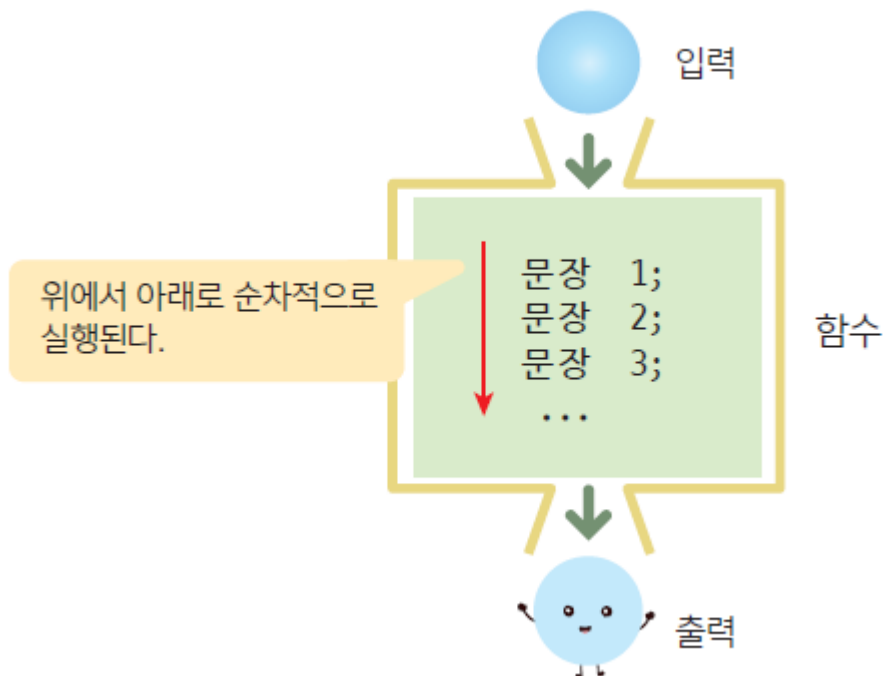 입력
위에서 아래로 순차적으로
실행된다.
문장 1;
문장 2;
문장 3;
...
함수
출력